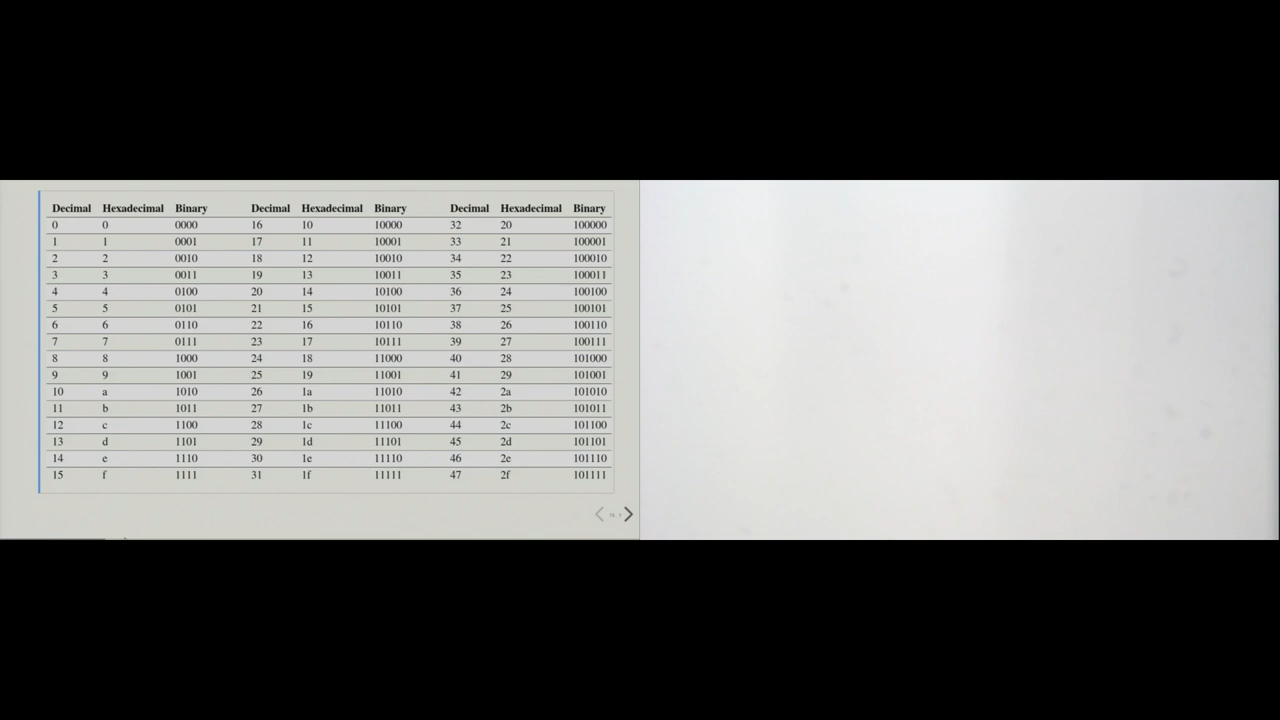 Decimal Hexadecimal Binary Decimal Hexadecimal Binary Decimal Hexadecimal Binary
0 0 0000 16 10 10000 32 20 100000
1 1 0001 17 11 10001 33 21 100001
2 2 0010 18 12 10010 34 22 100010
3 3 0011 19 13 10011 35 23 100011
4 4 0100 20 14 10100 36 24 100100
5 5 0101 21 15 10101 37 25 100101
6 6 0110 22 16 10110 38 26 100110
7 7 0111 23 17 10111 39 27 100111
8 8 1000 24 18 11000 40 28 101000
9 9 1001 25 19 11001 41 29 101001
10 a 1010 26 1a 11010 42 2a 101010
11 b 1011 27 1b 11011 43 2b 101011
12 c 1100 28 1c 11100 44 2c 101100
13 d 1101 29 1d 11101 45 2d 101101
14 e 1110 30 1e 11110 46 2e 101110
15 f 1111 31 1f 11111 47 2f 101111